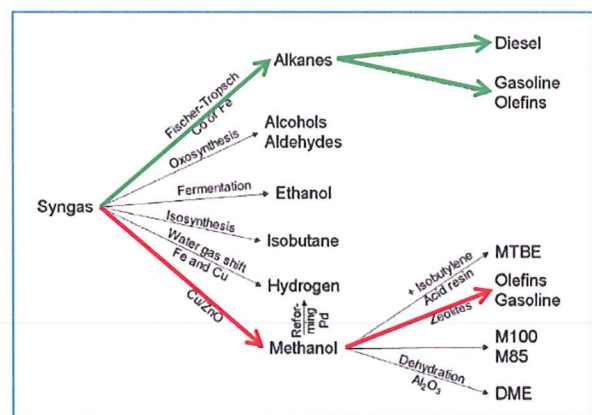 Diesel
Alkanes
Gasoline
Olefins
Fischer-Tropsch
Co or Fe
Alcohols
Aldehydes
Oxosynthesis
Fermentation
Ethanol
Syngas
Isosynthesis
Isobutane
Water gas shift
Fe and Cu
Hydrogen
Cu/ZnO
Refor-
ming
Pd
Methanol
+ Isobutylene
Acid resin
MTBE
Olefins
Gasoline
Zeolites
M100
M85
Dehydration
Al₂O₃
DME